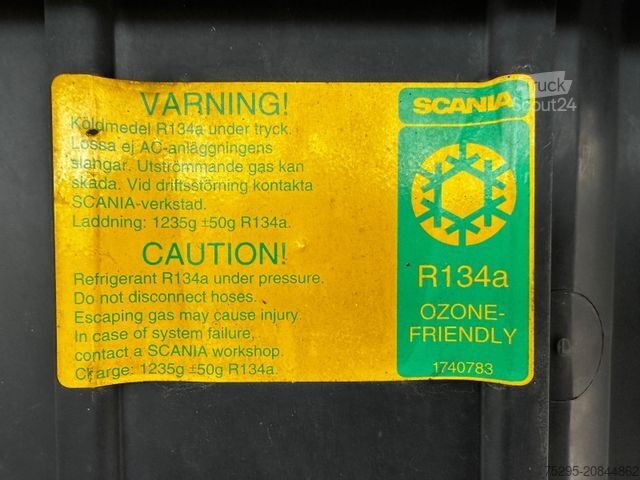 VARNING!
Köldmedel R134a under tryck.
Lossa ej AC-anläggningens
slangar. Utströmmande gas kan
skada. Vid driftsstörning kontakta
SCANIA-verkstad.
Laddning: 1235g ±50g R134a.
CAUTION!
Refrigerant R134a under pressure.
Do not disconnect hoses.
Escaping gas may cause injury.
In case of system failure,
contact a SCANIA workshop.
Charge: 1235g ±50g R134a.
SCANIA
R134a
OZONE-
FRIENDLY
1740783
Truck
Scout24
75295-20844862